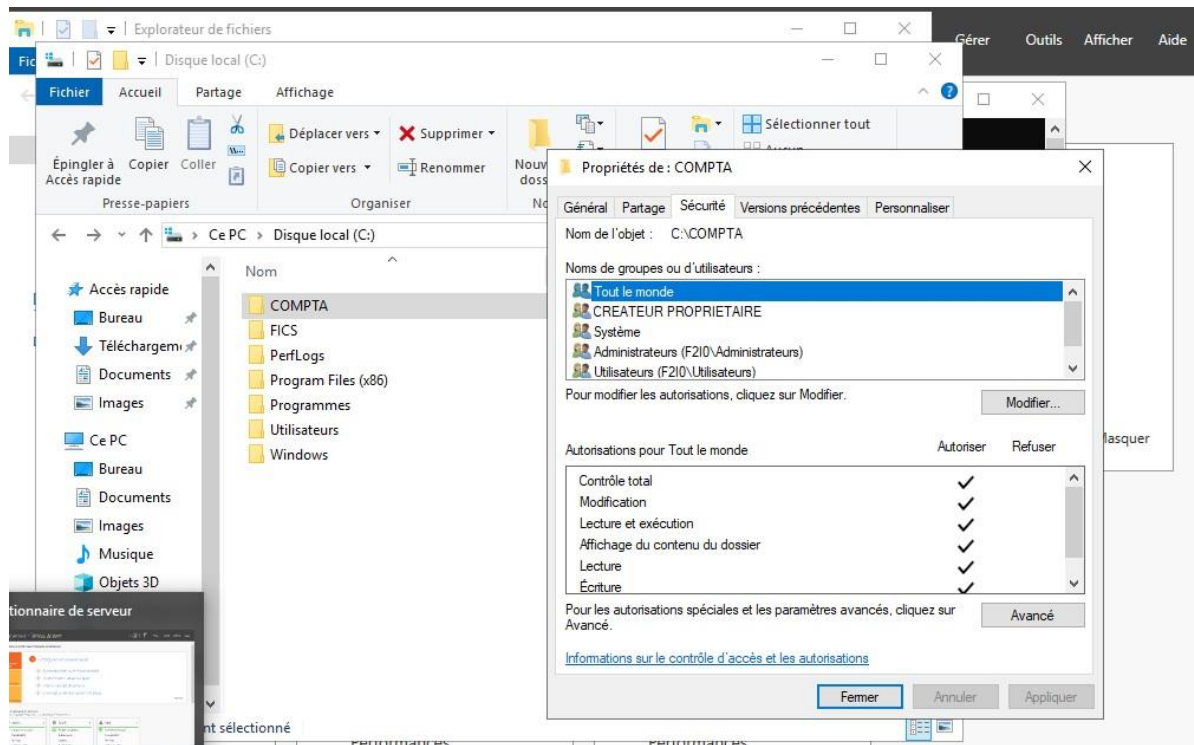 Explorateur de fichiers
Gérer Outils Afficher Aide
Fic
Disque local (C:)
Fichier Accueil Partage Affichage
Épingler à Accès rapide
Copier
Coller
Déplacer vers
Copier vers
Supprimer
Renommer
Nouv
doss
Sélectionner tout
Presse-papiers
Organiser
Ce PC > Disque local (C:)
Nom
Accès rapide
Bureau
Téléchargem
Documents
Images
Ce PC
Bureau
Documents
Images
Musique
Objets 3D
COMPTA
FICS
PerfLogs
Program Files (x86)
Programmes
Utilisateurs
Windows
tionnaire de serveur
nt sélectionné
Propriétés de : COMPTA
Général Partage Sécurité Versions précédentes Personnaliser
Nom de l'objet : C:\COMPTA
Noms de groupes ou d'utilisateurs :
Tout le monde
CREATEUR PROPRIETAIRE
Système
Administrateurs (F2I0\Administrateurs)
Utilisateurs (F2I0\Utilisateurs)
Pour modifier les autorisations, cliquez sur Modifier.
Modifier...
Autorisations pour Tout le monde Autoriser Refuser
Contrôle total
Modification
Lecture et exécution
Affichage du contenu du dossier
Lecture
Écriture
Pour les autorisations spéciales et les paramètres avancés, cliquez sur
Avancé.
Avancé
Informations sur le contrôle d'accès et les autorisations
Fermer Annuler Appliquer
Masquer
Performances Performances